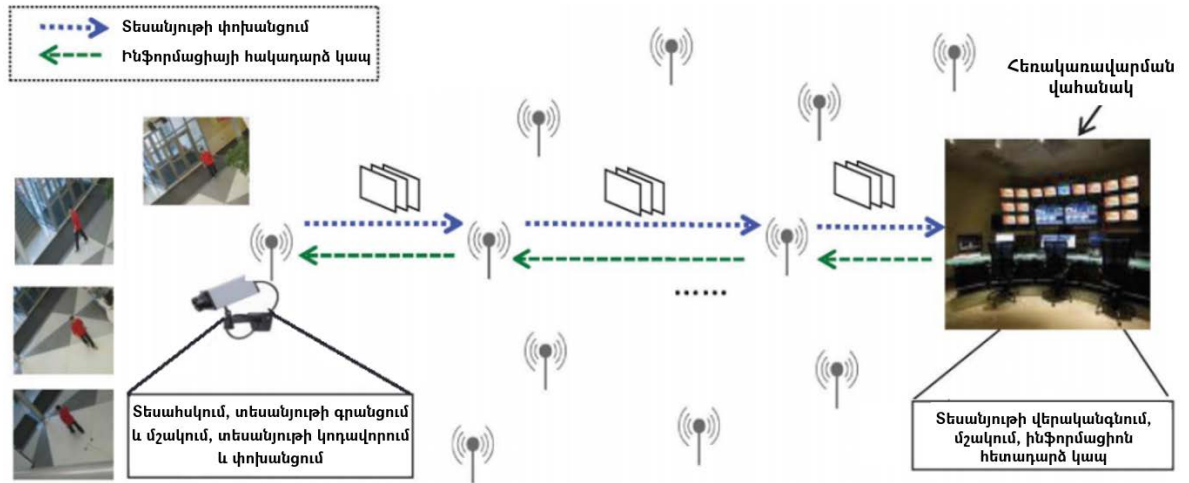 Տեսանյութի փոխանցում
Ինֆորմացիայի հակադարձ կապ
Հեռակառավարման
վահանակ
......
Տեսահսկում, տեսանյութի գրանցում
և մշակում, տեսանյութի կոդավորում
և փոխանցում
Տեսանյութի վերականգնում,
մշակում, ինֆորմացիոն
հետադարձ կապ